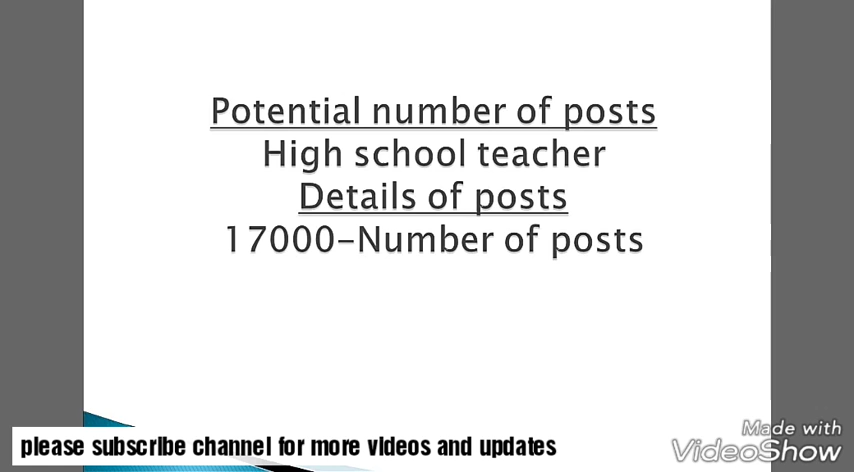 Potential number of posts
High school teacher
Details of posts
17000-Number of posts
please subscribe channel for more videos and updates
Made with
VideoShow